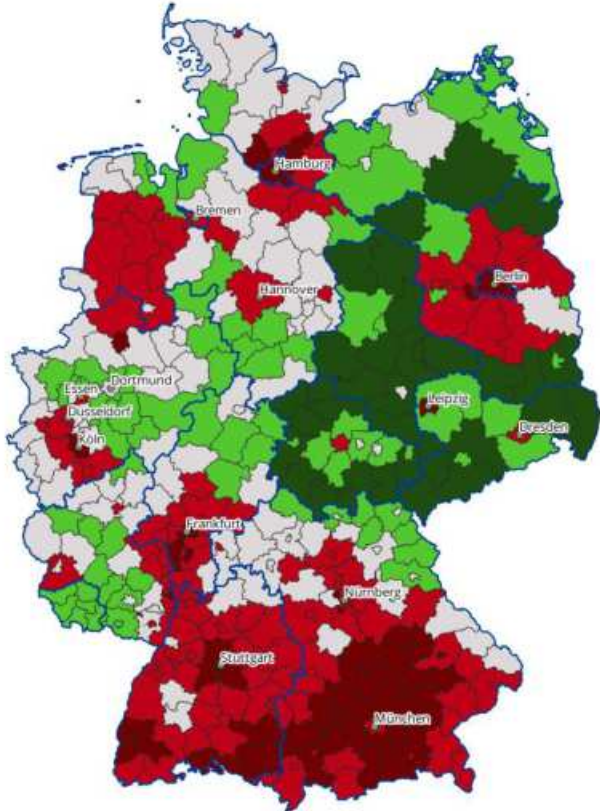 Hamburg
Bremen
Berlin
Hannover
Essen
Dortmund
Düsseldorf
Leipzig
Köln
Dresden
Frankfurt
Nürnberg
Stuttgart
München